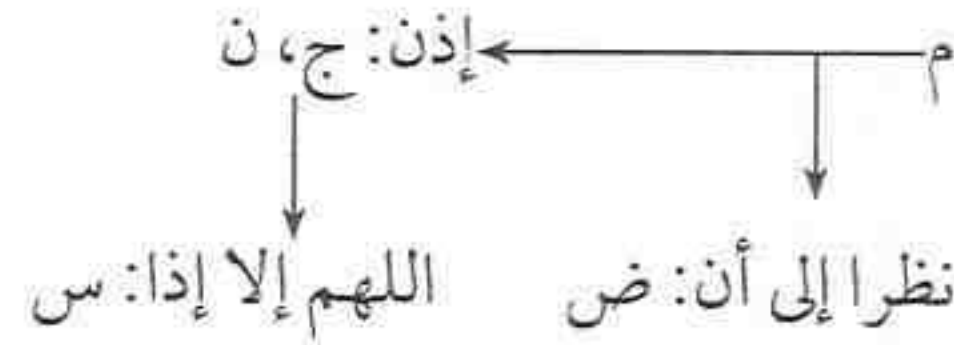 م إذن: ج، ن
نظرا إلى أن: ض اللهم إلا إذا: س